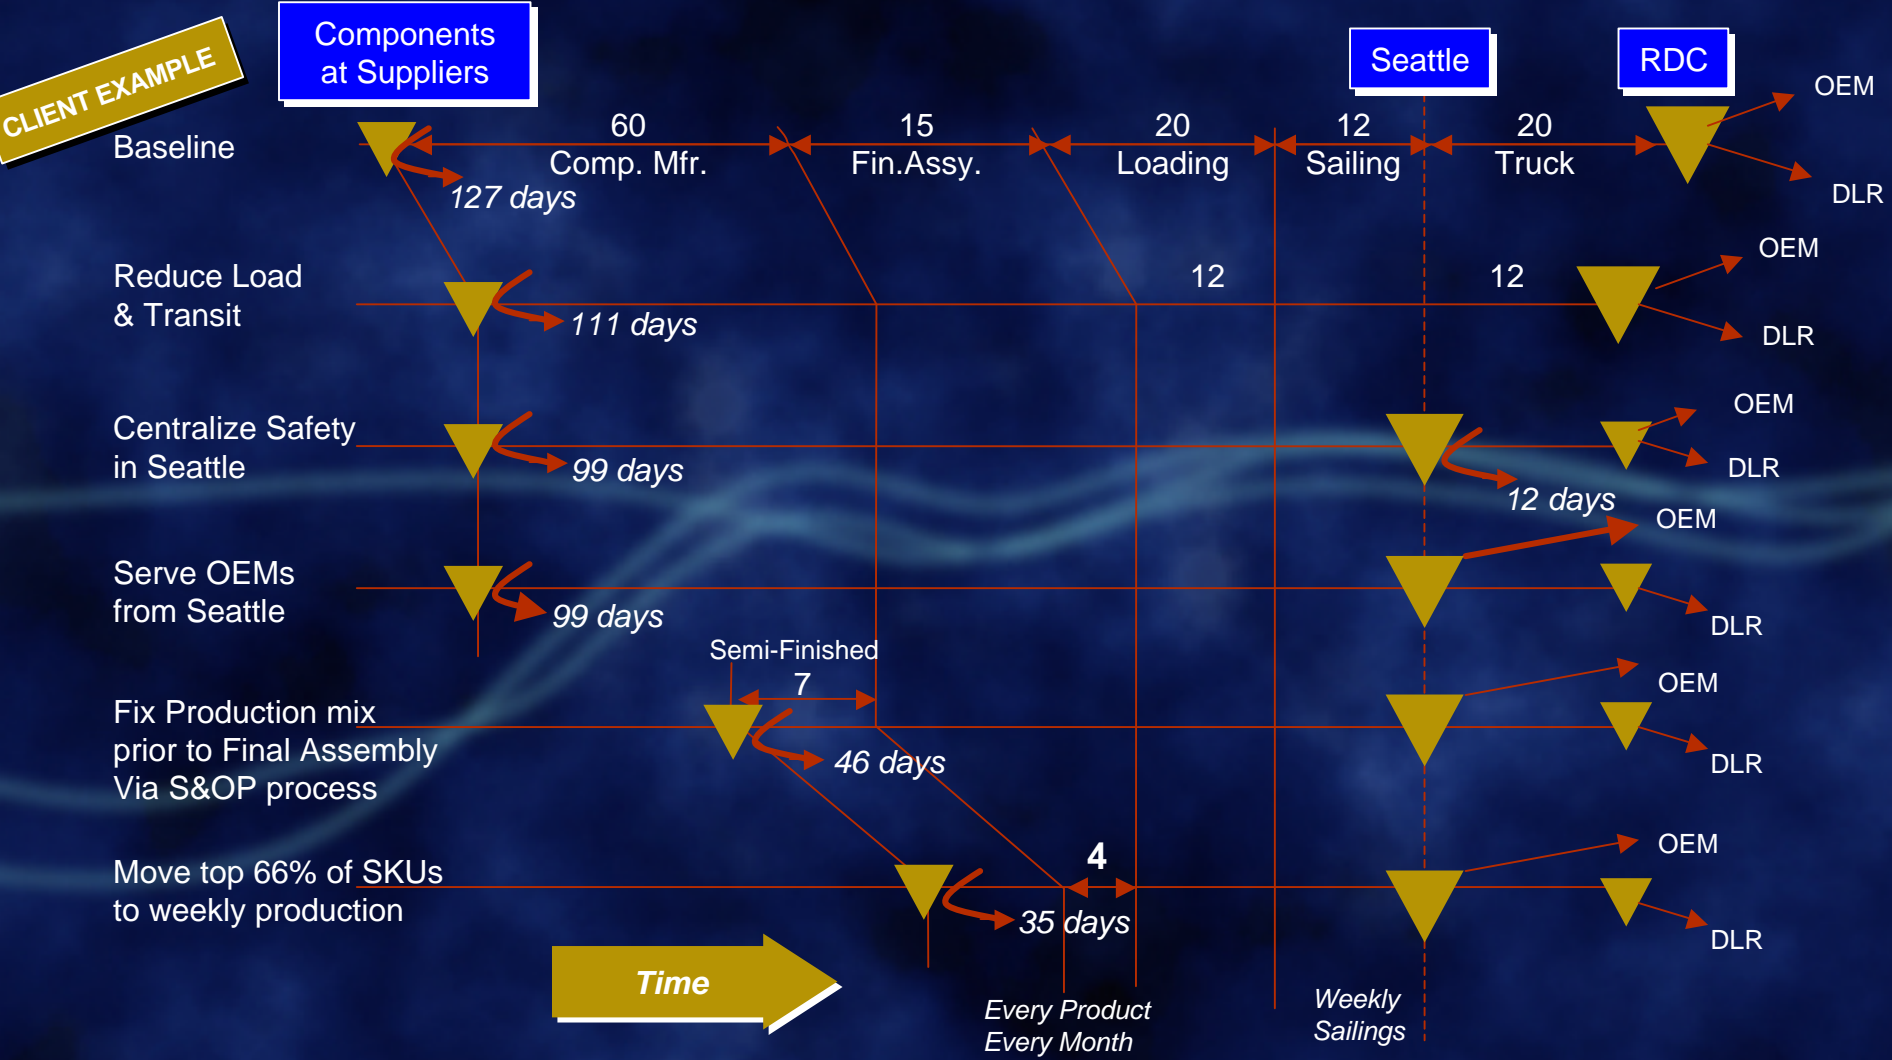 CLIENT EXAMPLE
Components
at Suppliers
Seattle
RDC
OEM
Baseline
60
15
20
12
20
Comp. Mfr.
Fin.Assy.
Loading
Sailing
Truck
127 days
DLR
Reduce Load
& Transit
12
12
OEM
111 days
DLR
Centralize Safety
in Seattle
OEM
99 days
DLR
12 days
OEM
Serve OEMs
from Seattle
99 days
DLR
Semi-Finished
7
OEM
Fix Production mix
prior to Final Assembly
Via S&OP process
46 days
DLR
Move top 66% of SKUs
to weekly production
4
OEM
35 days
DLR
Time
Every Product
Every Month
Weekly
Sailings